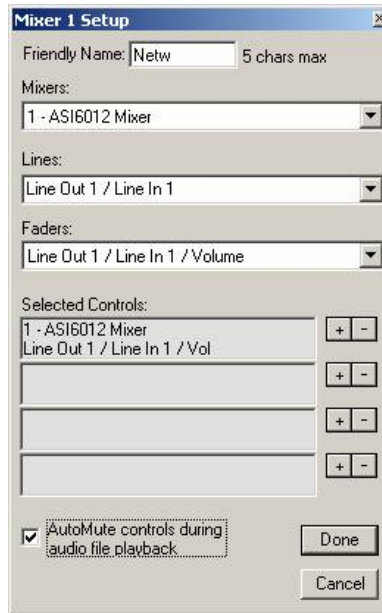 Mixer 1 Setup
Friendly Name: Netw 5 chars max
Mixers:
1 - ASI6012 Mixer
Lines:
Line Out 1 / Line In 1
Faders:
Line Out 1 / Line In 1 / Volume
Selected Controls:
1 - ASI6012 Mixer
Line Out 1 / Line In 1 / Vol
+ -
+ -
+ -
+ -
AutoMute controls during
audio file playback
Done
Cancel